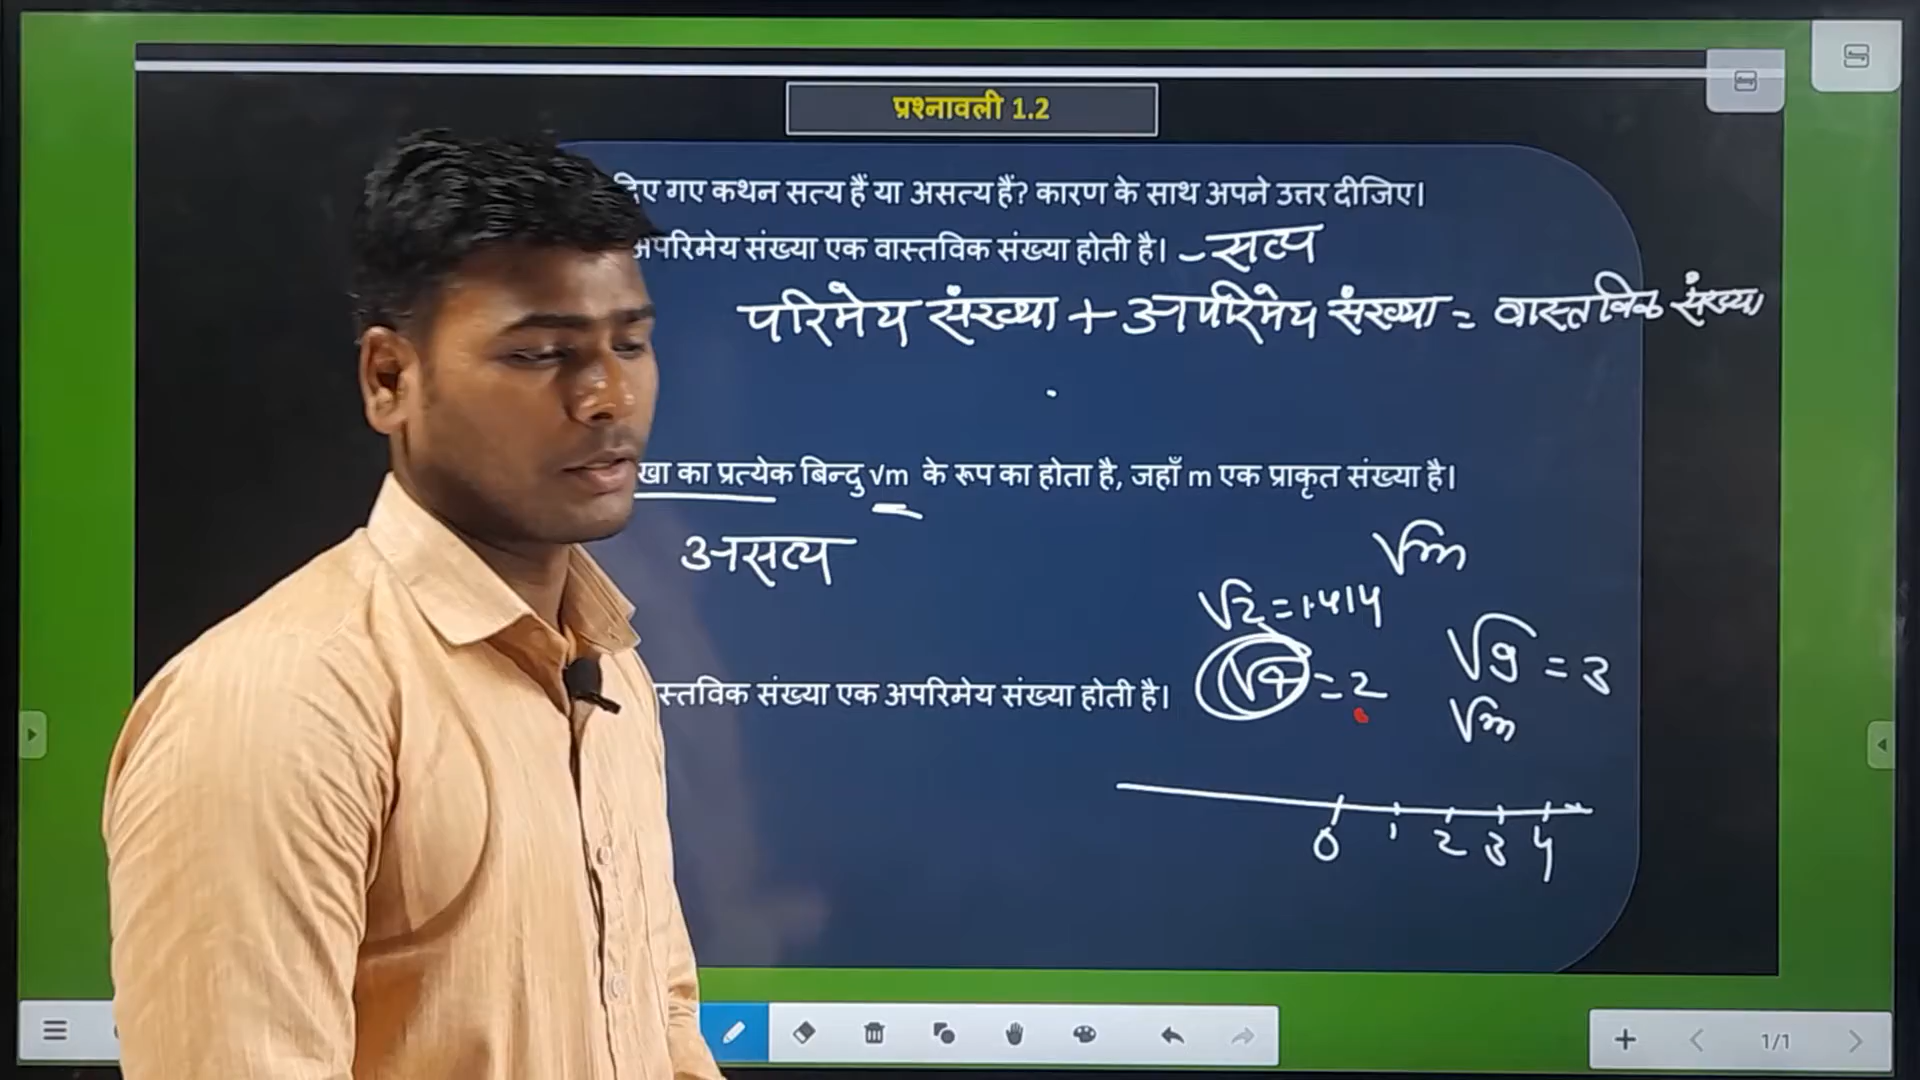 प्रश्नावली 1.2
दिए गए कथन सत्य हैं या असत्य हैं? कारण के साथ अपने उत्तर दीजिए।
अपरिमेय संख्या एक वास्तविक संख्या होती है। – सत्य
परिमेय संख्या + अपरिमेय संख्या = वास्तविक संख्या
खा का प्रत्येक बिन्दु √m के रूप का होता है, जहाँ m एक प्राकृत संख्या है।
असत्य
√m
√2 = 1.414
√9 = 3
स्तविक संख्या एक अपरिमेय संख्या होती है।
√4 = 2
√m
0 1 2 3 4
1/1